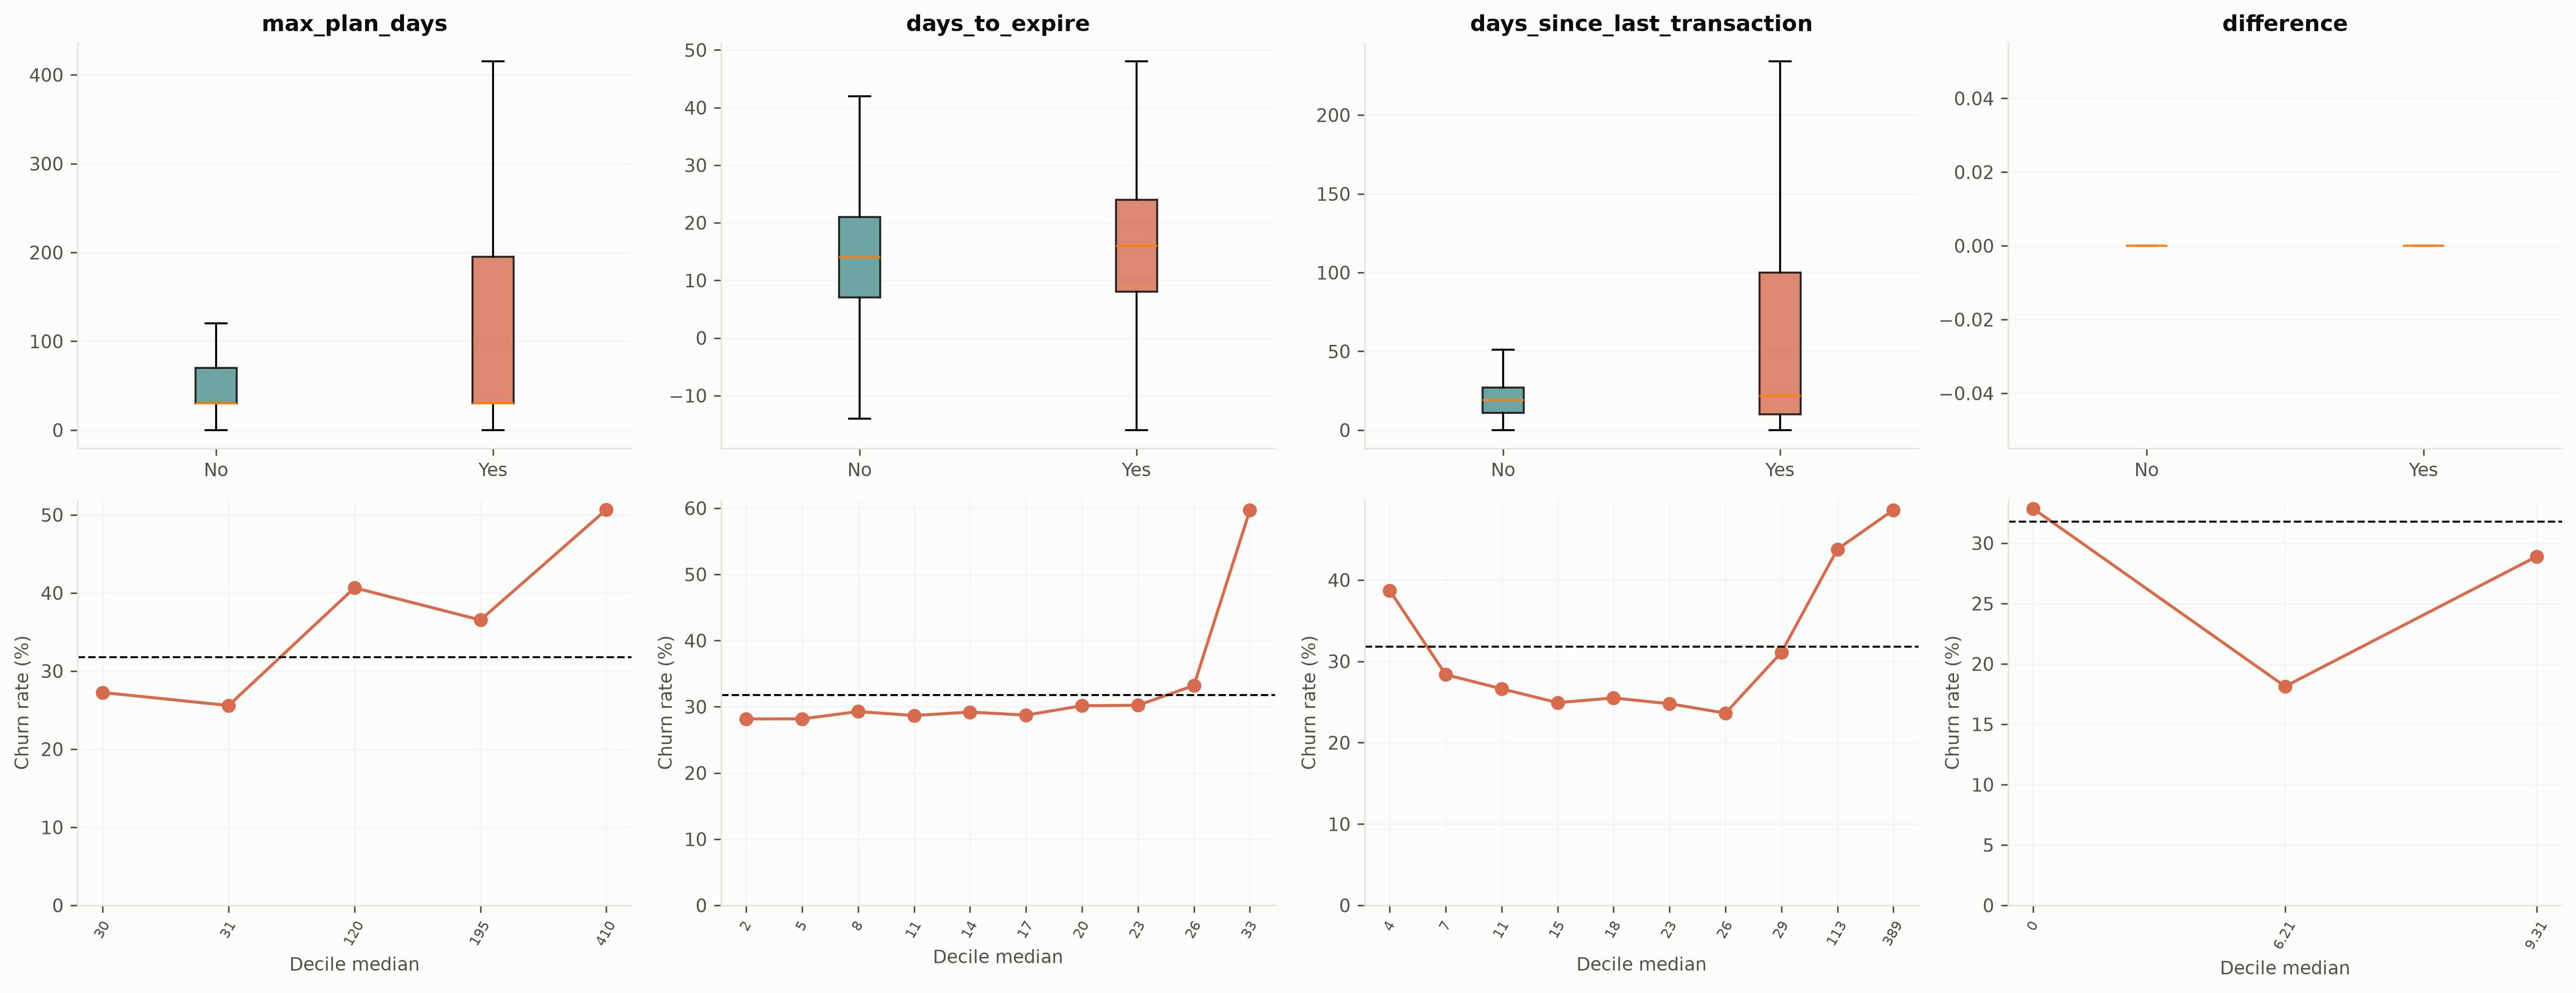 max_plan_days
400
300
200
100
0
No Yes
days_to_expire
50
40
30
20
10
0
−10
No Yes
days_since_last_transaction
200
150
100
50
0
No Yes
difference
0.04
0.02
0.00
−0.02
−0.04
No Yes
Churn rate (%)
50
40
30
20
10
0
30 31 120 195 410
Decile median
Churn rate (%)
60
50
40
30
20
10
0
2 5 8 11 14 17 20 23 26 33
Decile median
Churn rate (%)
40
30
20
10
0
4 7 11 15 18 23 26 29 113 389
Decile median
Churn rate (%)
30
25
20
15
10
5
0
0 6.21 9.31
Decile median